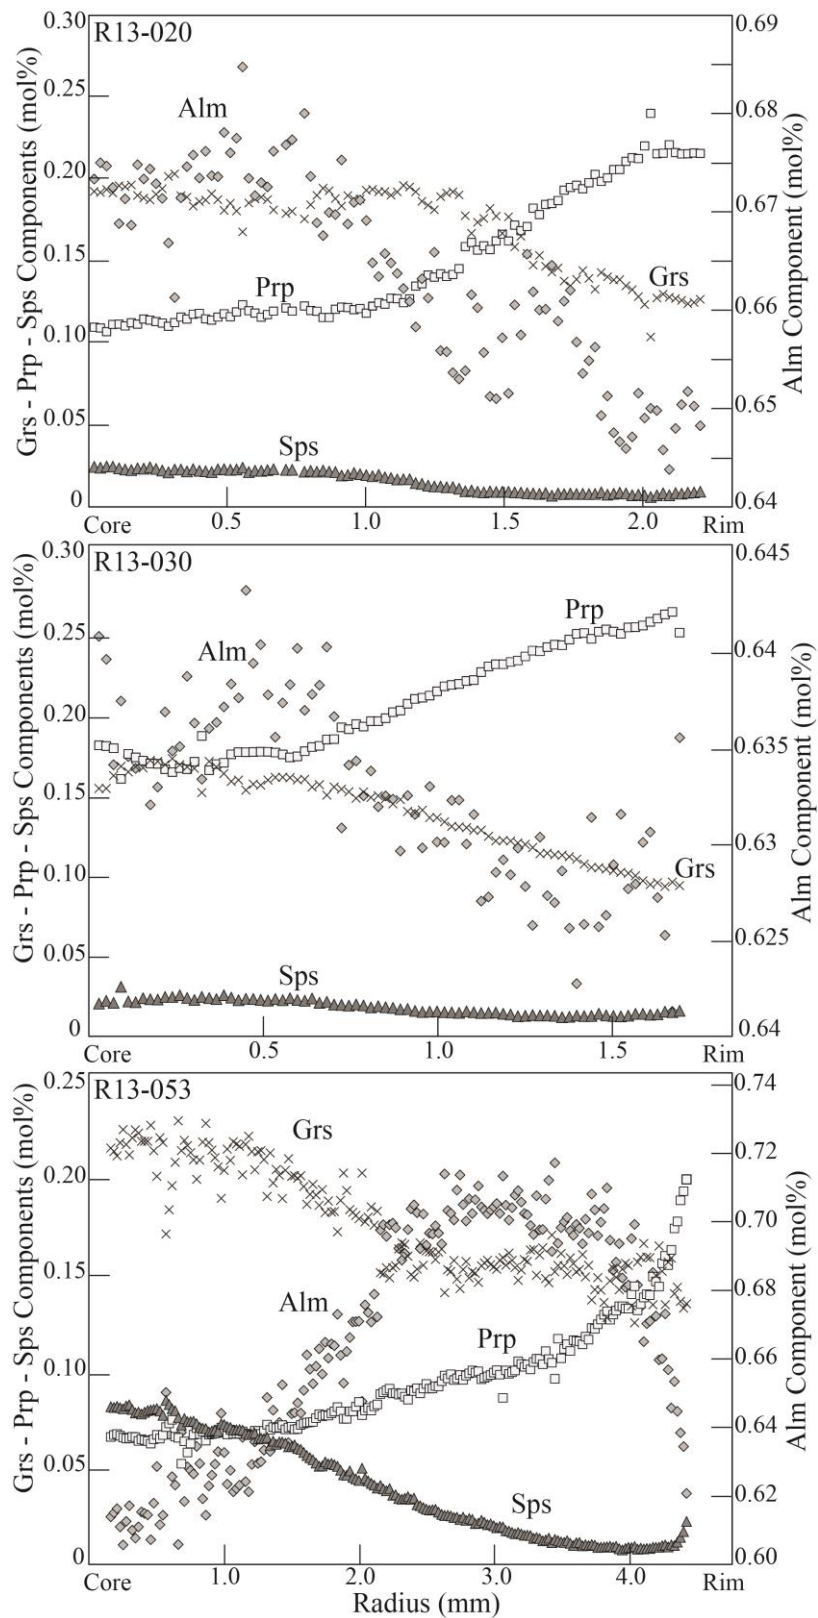 R13-020
0.30
0.25
0.20
0.15
0.10
0.05
0
Grs - Prp - Sps Components (mol%)
Alm
Prp
Grs
Sps
0.69
0.68
0.67
0.66
0.65
0.64
Alm Component (mol%)
Core
0.5
1.0
1.5
2.0
Rim
R13-030
0.30
0.25
0.20
0.15
0.10
0.05
0
Grs - Prp - Sps Components (mol%)
Alm
Prp
Grs
Sps
0.645
0.64
0.635
0.63
0.625
0.64
Alm Component (mol%)
Core
0.5
1.0
1.5
Rim
R13-053
0.25
0.20
0.15
0.10
0.05
0
Grs - Prp - Sps Components (mol%)
Grs
Alm
Prp
Sps
0.74
0.72
0.70
0.68
0.66
0.64
0.62
0.60
Alm Component (mol%)
Core
1.0
2.0
3.0
4.0
Rim
Radius (mm)